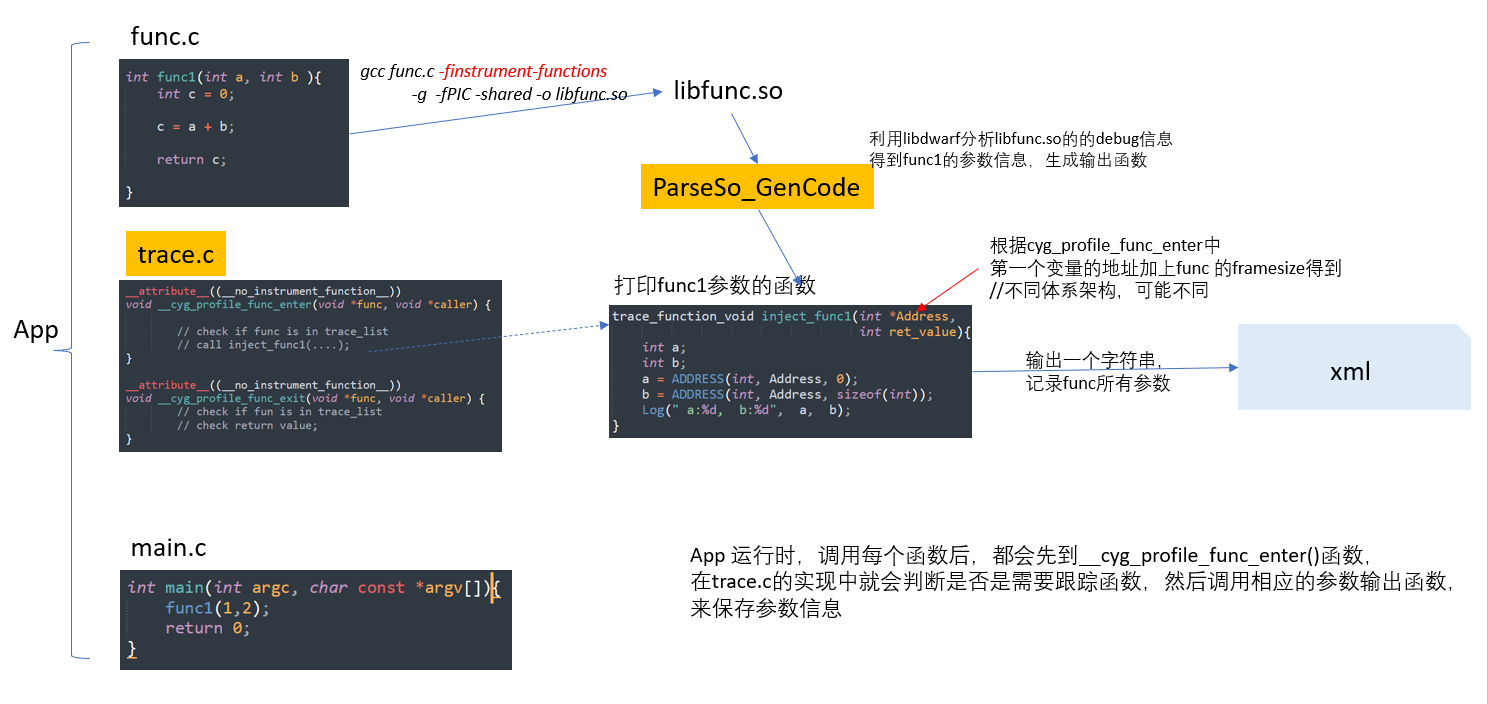 func.c
int func1(int a, int b ){
int c = 0;
c = a + b;
return c;
}
gcc func.c -finstrument-functions
-g -fPIC -shared -o libfunc.so
libfunc.so
利用libdwarf分析libfunc.so的的debug信息
得到func1的参数信息，生成输出函数
ParseSo_GenCode
trace.c
__attribute__((__no_instrument_function__))
void __cyg_profile_func_enter(void *func, void *caller) {
// check if func is in trace_list
// call inject_func1(....);
}
__attribute__((__no_instrument_function__))
void __cyg_profile_func_exit(void *func, void *caller) {
// check if fun is in trace_list
// check return value;
}
App
根据cyg_profile_func_enter中
第一个变量的地址加上func 的framesize得到
//不同体系架构，可能不同
打印func1参数的函数
trace_function_void inject_func1(int *Address,
int ret_value){
int a;
int b;
a = ADDRESS(int, Address, 0);
b = ADDRESS(int, Address, sizeof(int));
Log(" a:%d, b:%d", a, b);
}
输出一个字符串，
记录func所有参数
xml
main.c
int main(int argc, char const *argv[]){
func1(1,2);
return 0;
}
App 运行时，调用每个函数后，都会先到__cyg_profile_func_enter()函数，
在trace.c的实现中就会判断是否是需要跟踪函数，然后调用相应的参数输出函数，
来保存参数信息